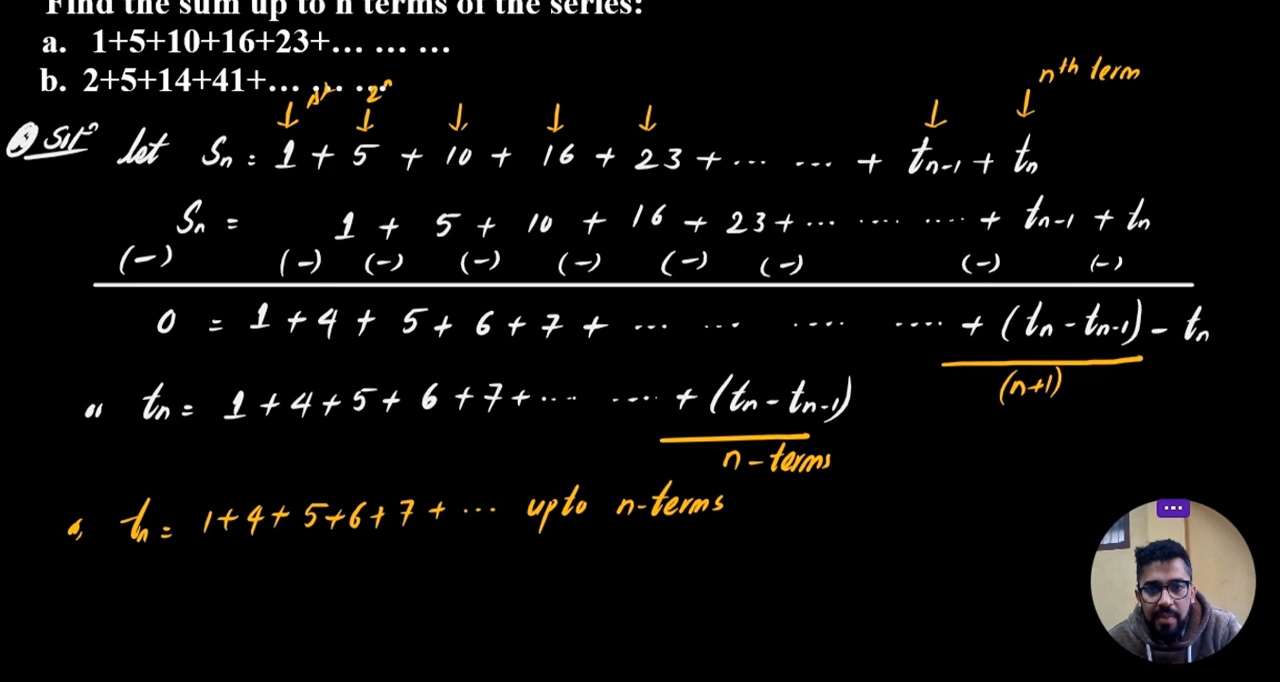 Find the sum up to n terms of the series:
a. 1+5+10+16+23+... ... ...
b. 2+5+14+41+... ... ...
nth term
Solⁿ let Sn = 1 + 5 + 10 + 16 + 23 + ... ... + tn-1 + tn
Sn = 1 + 5 + 10 + 16 + 23 + ... .... .... + tn-1 + tn
(-) (-) (-) (-) (-) (-) (-) (-) (-)
0 = 1 + 4 + 5 + 6 + 7 + ... ... .... .... + (tn - tn-1) - tn
(n+1)
tn = 1 + 4 + 5 + 6 + 7 + ... ... + (tn - tn-1)
n-terms
tn = 1+4+5+6+7+ ... upto n-terms